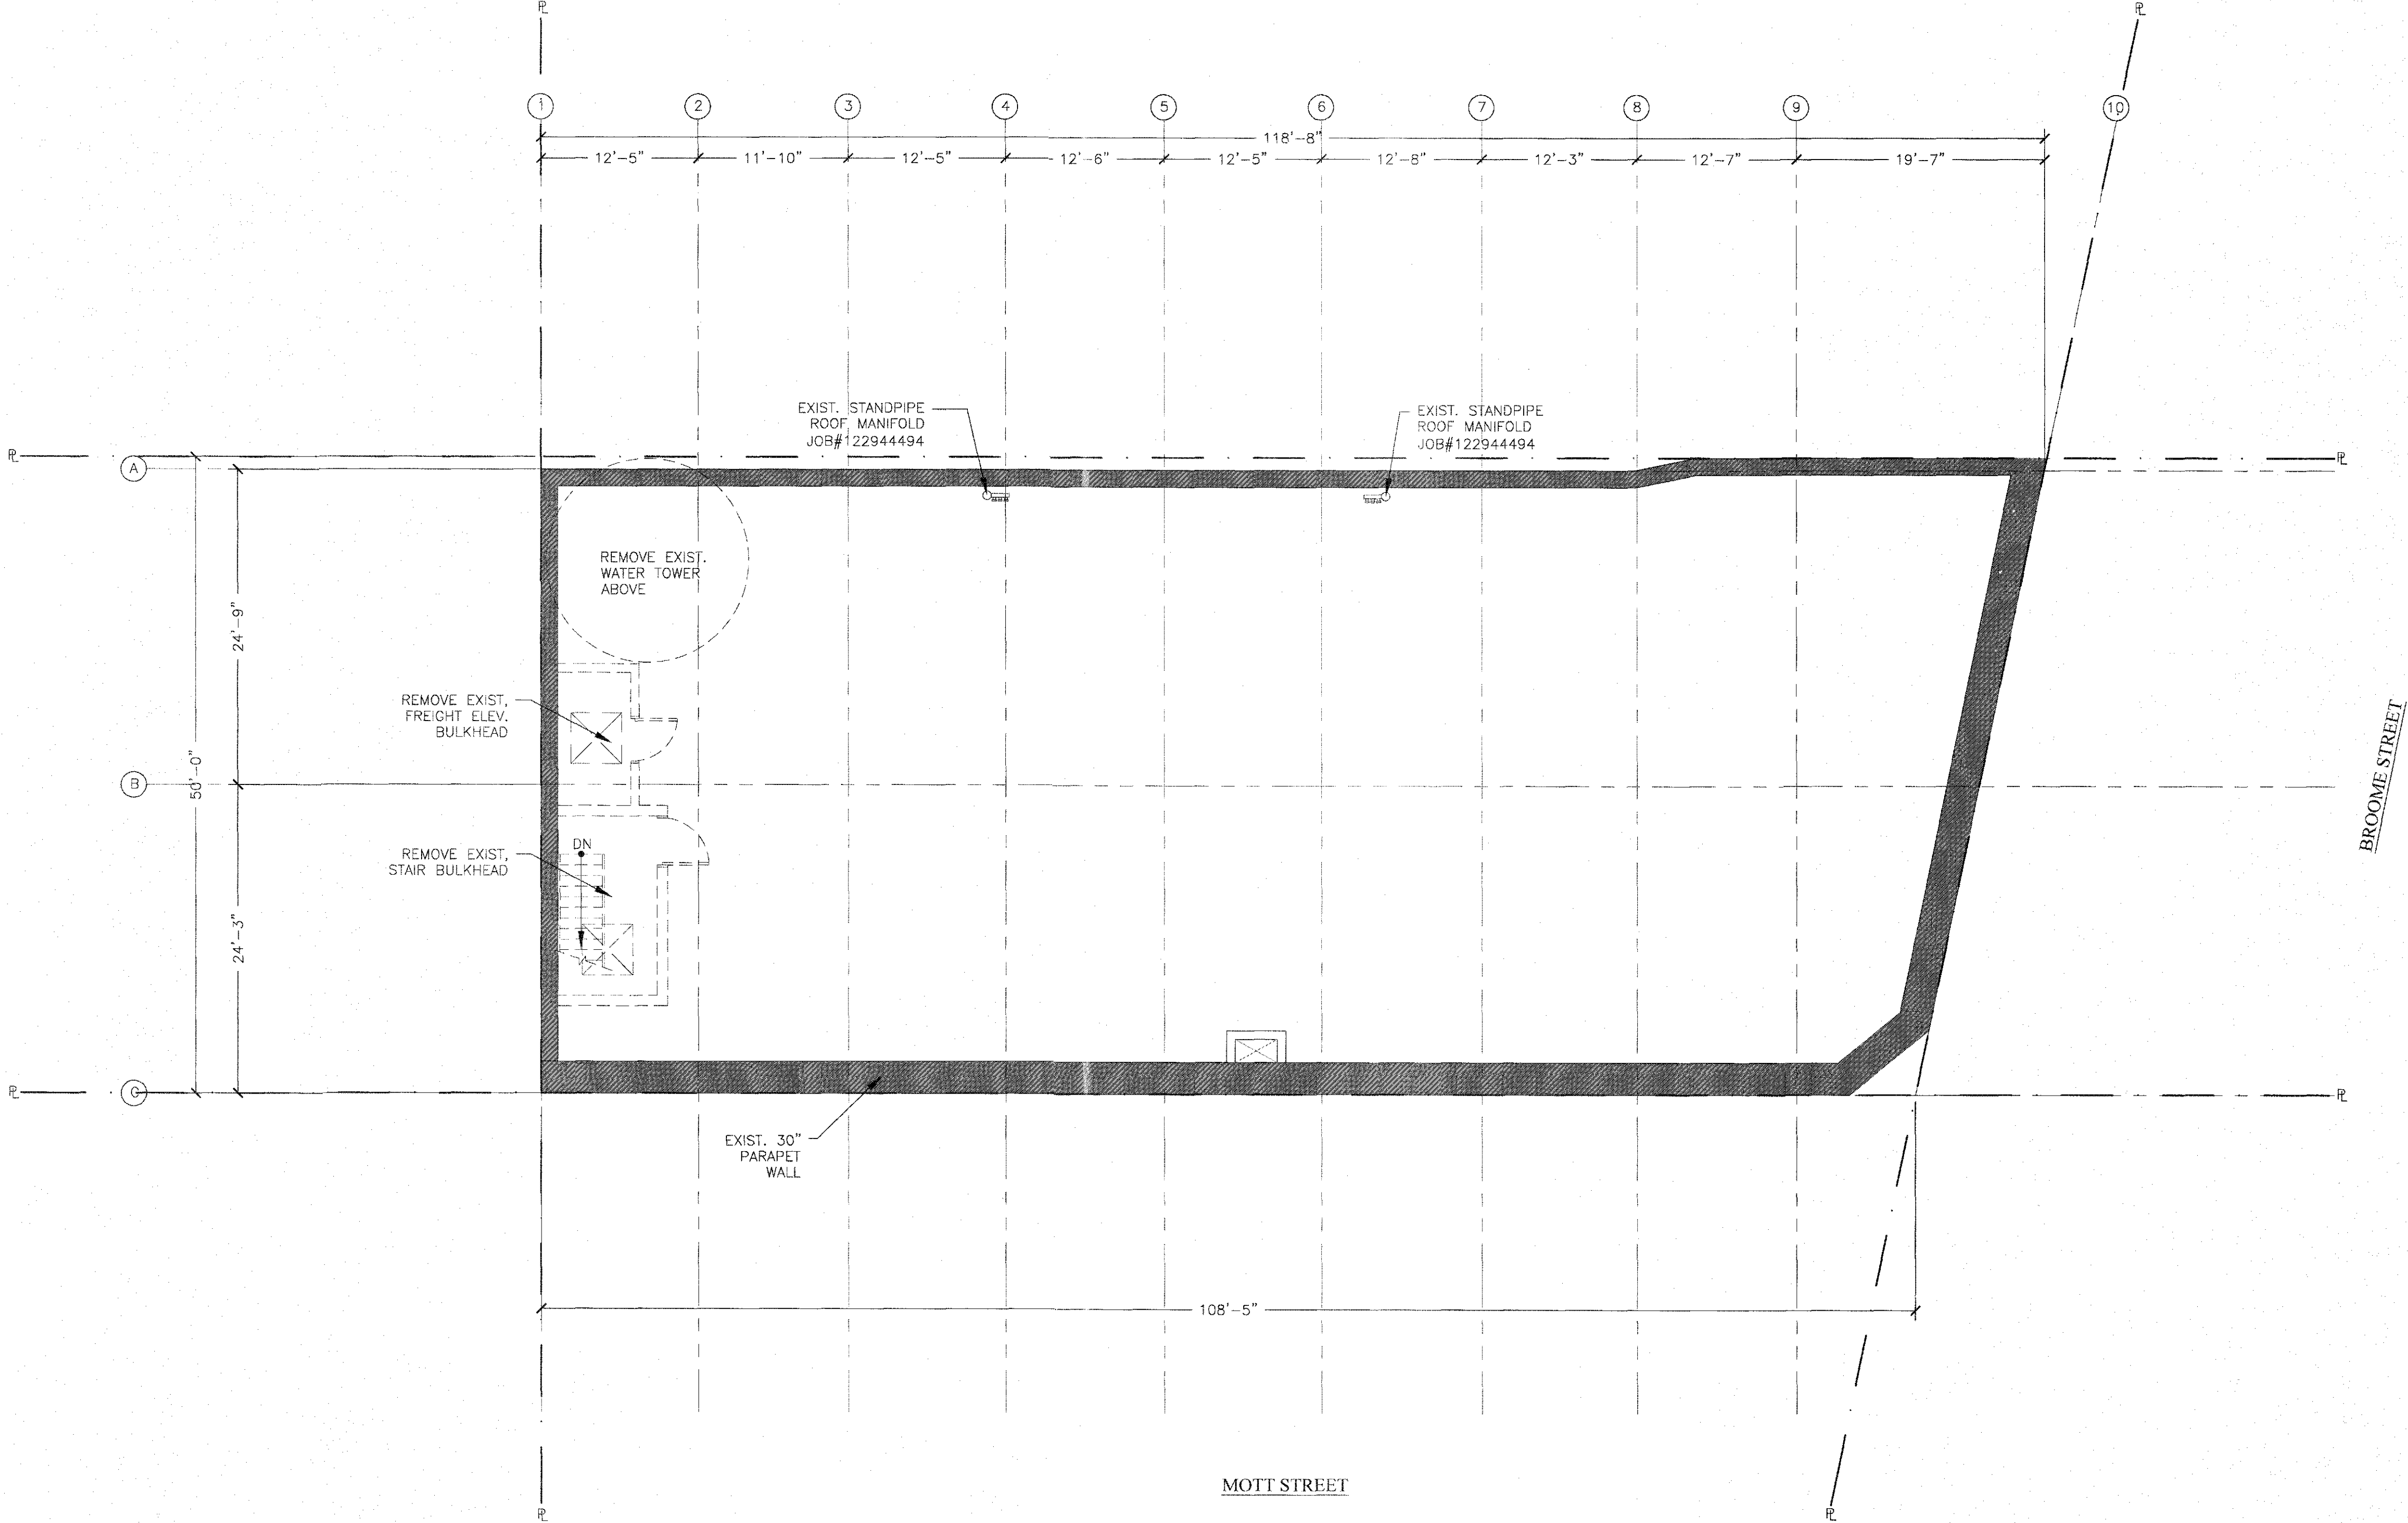 PL
PL
1
2
3
4
5
6
7
8
9
10
118'-8"
12'-5"
11'-10"
12'-5"
12'-6"
12'-5"
12'-8"
12'-3"
12'-7"
19'-7"
EXIST. STANDPIPE
ROOF MANIFOLD
JOB#122944494
EXIST. STANDPIPE
ROOF MANIFOLD
JOB#122944494
PL
A
PL
REMOVE EXIST.
WATER TOWER
ABOVE
24'-9"
REMOVE EXIST,
FREIGHT ELEV.
BULKHEAD
50'-0"
B
BROOME STREET
DN
REMOVE EXIST,
STAIR BULKHEAD
24'-3"
PL
C
PL
EXIST. 30"
PARAPET
WALL
108'-5"
MOTT STREET
PL
PL